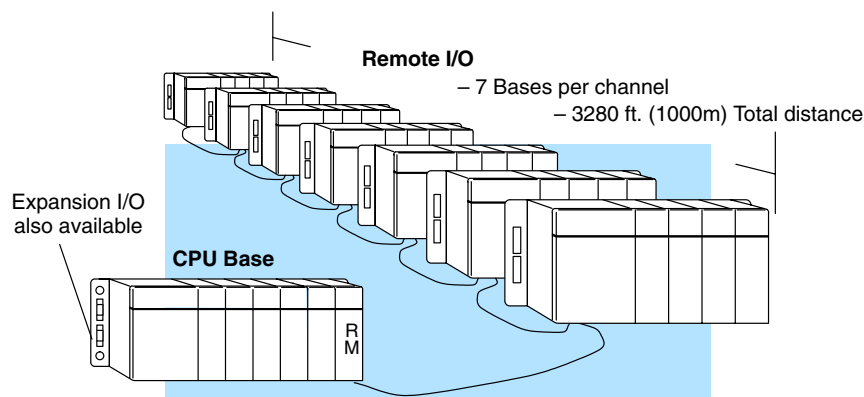 Remote I/O
– 7 Bases per channel
– 3280 ft. (1000m) Total distance
Expansion I/O
also available
CPU Base
R
M